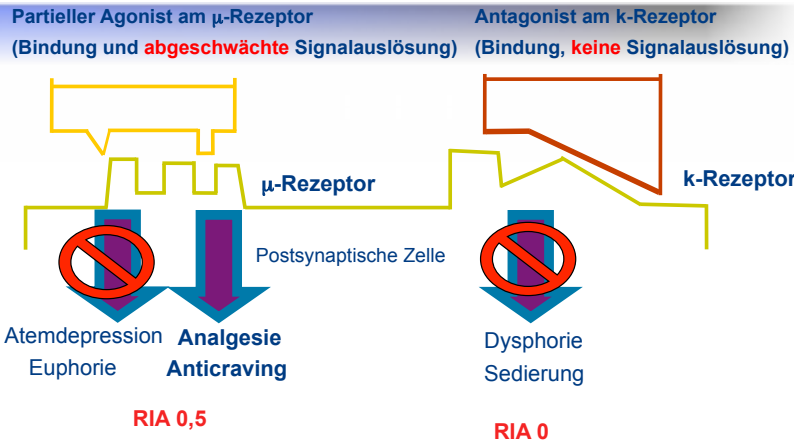 Partieller Agonist am μ-Rezeptor
(Bindung und abgeschwächte Signalauslösung)
Antagonist am k-Rezeptor
(Bindung, keine Signalauslösung)
μ-Rezeptor
k-Rezeptor
Postsynaptische Zelle
Atemdepression
Euphorie
Analgesie
Anticraving
Dysphorie
Sedierung
RIA 0,5
RIA 0